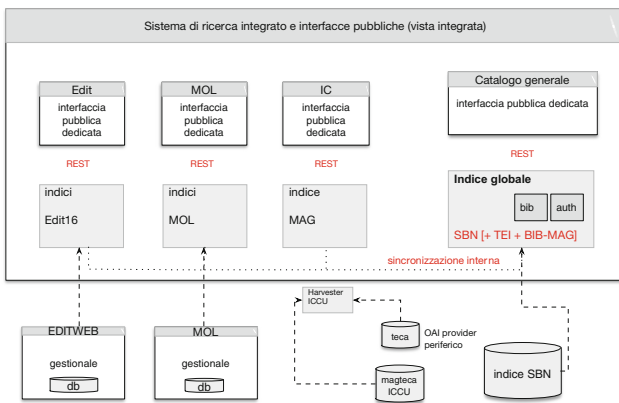 Sistema di ricerca integrato e interfacce pubbliche (vista integrata)
Edit
interfaccia
pubblica
dedicata
MOL
interfaccia
pubblica
dedicata
IC
interfaccia
pubblica
dedicata
Catalogo generale
interfaccia pubblica dedicata
REST
REST
REST
REST
indici
Edit16
indici
MOL
indice
MAG
Indice globale
bib
auth
SBN [+ TEI + BIB-MAG]
sincronizzazione interna
EDITWEB
gestionale
db
MOL
gestionale
db
Harvester
ICCU
teca
OAI provider
periferico
magteca
ICCU
indice SBN